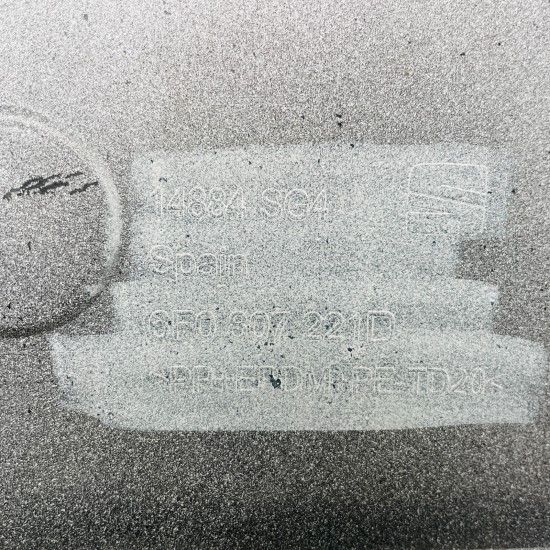 14884 SG4
Spain
6F0 807 221D
>PP+EPDM+PE-TD20<